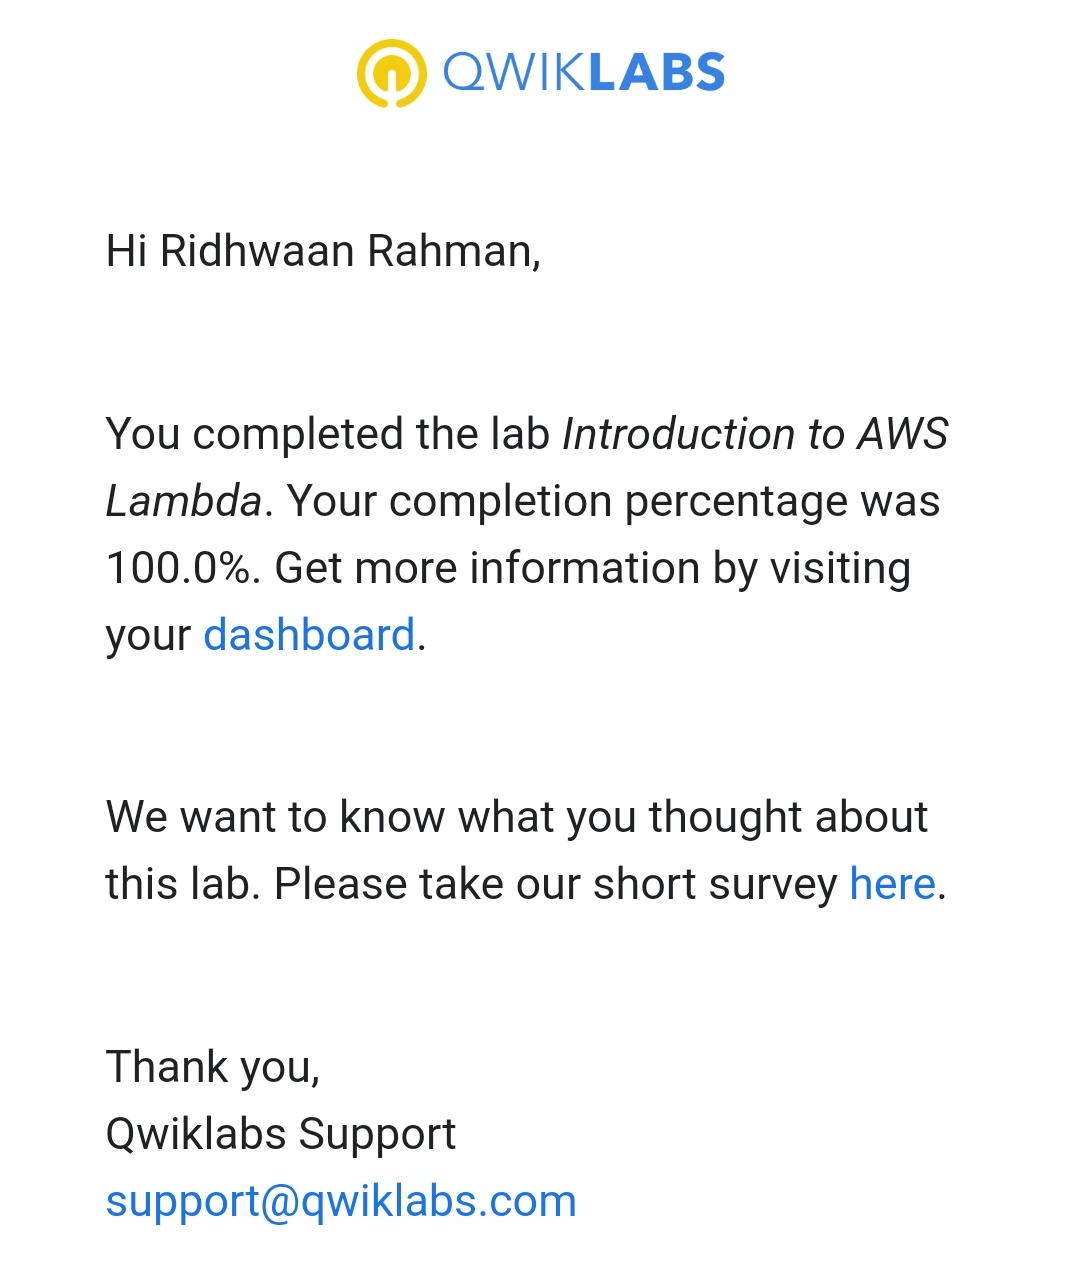 QWIKLABS
Hi Ridhwaan Rahman,
You completed the lab Introduction to AWS
Lambda. Your completion percentage was
100.0%. Get more information by visiting
your dashboard.
We want to know what you thought about
this lab. Please take our short survey here.
Thank you,
Qwiklabs Support
support@qwiklabs.com